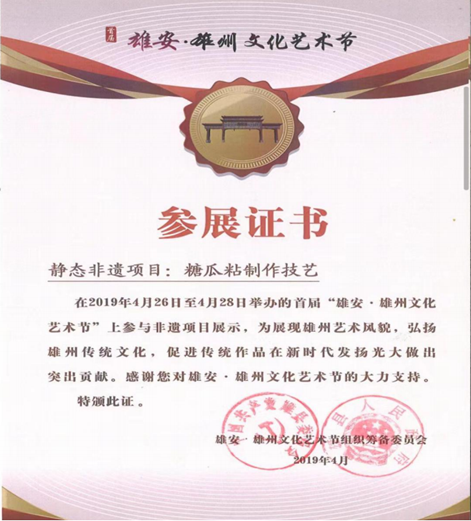 首届
雄安·雄州文化艺术节
参展证书
静态非遗项目：糖瓜粘制作技艺
在2019年4月26日至4月28日举办的首届“雄安·雄州文化
艺术节”上参与非遗项目展示，为展现雄州艺术风貌，弘扬
雄州传统文化，促进传统作品在新时代发扬光大做出
突出贡献。感谢您对雄安·雄州文化艺术节的大力支持。
特颁此证。
雄安·雄州文化艺术节组织筹备委员会
2019年4月